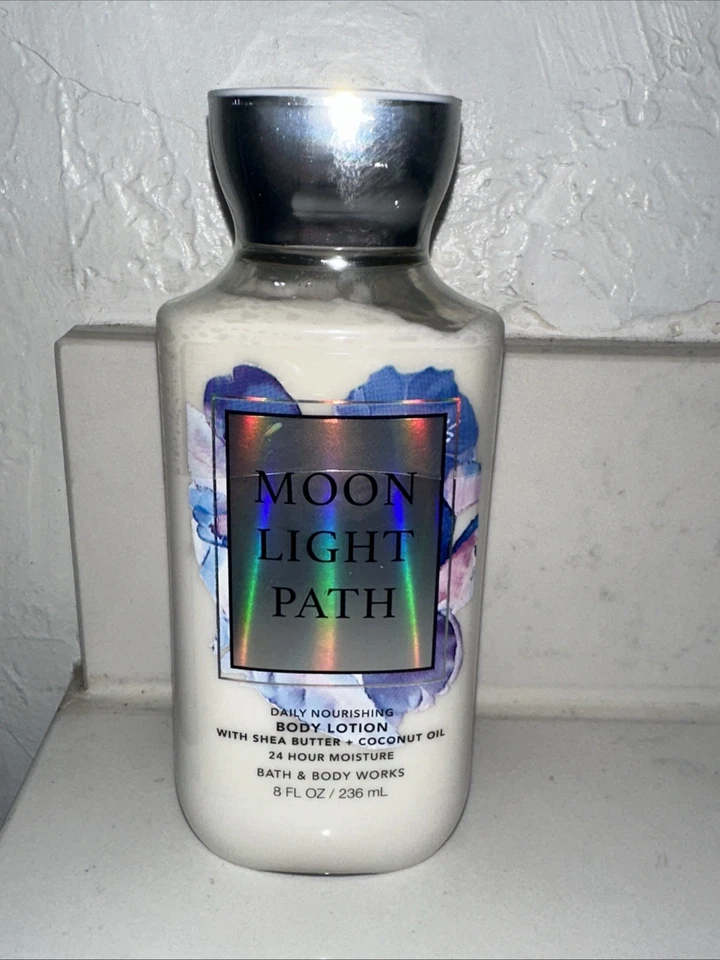 MOON
LIGHT
PATH
DAILY NOURISHING
BODY LOTION
WITH SHEA BUTTER + COCONUT OIL
24 HOUR MOISTURE
BATH & BODY WORKS
8 FL OZ / 236 mL